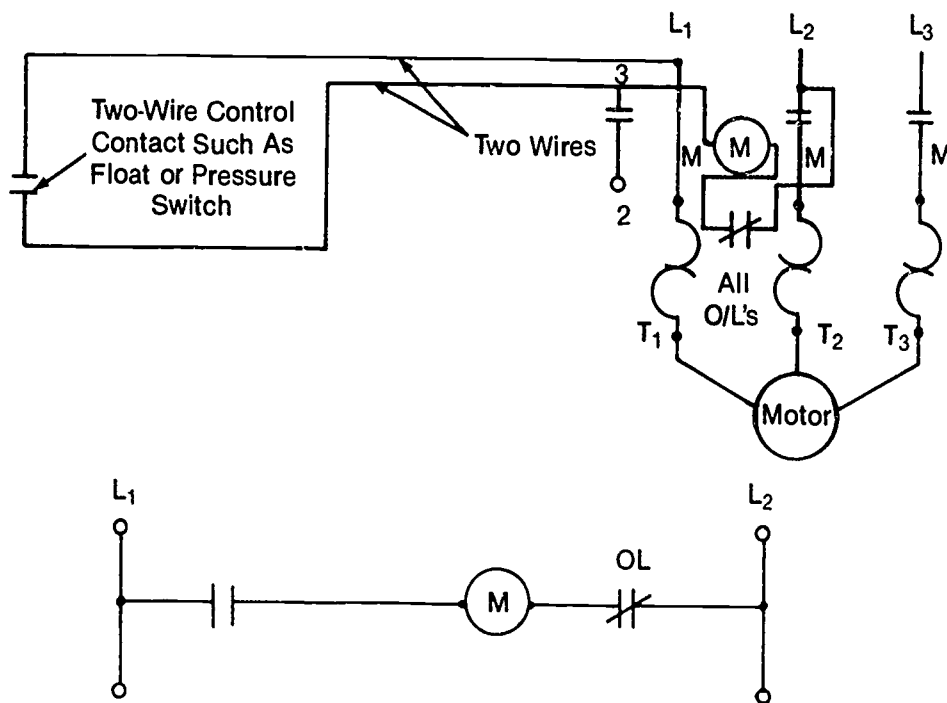 L1
L2
L3
3
Two-Wire Control
Contact Such As
Float or Pressure
Switch
Two Wires
M
M
M
M
2
All
O/L's
T1
T2
T3
Motor
L1
L2
OL
M